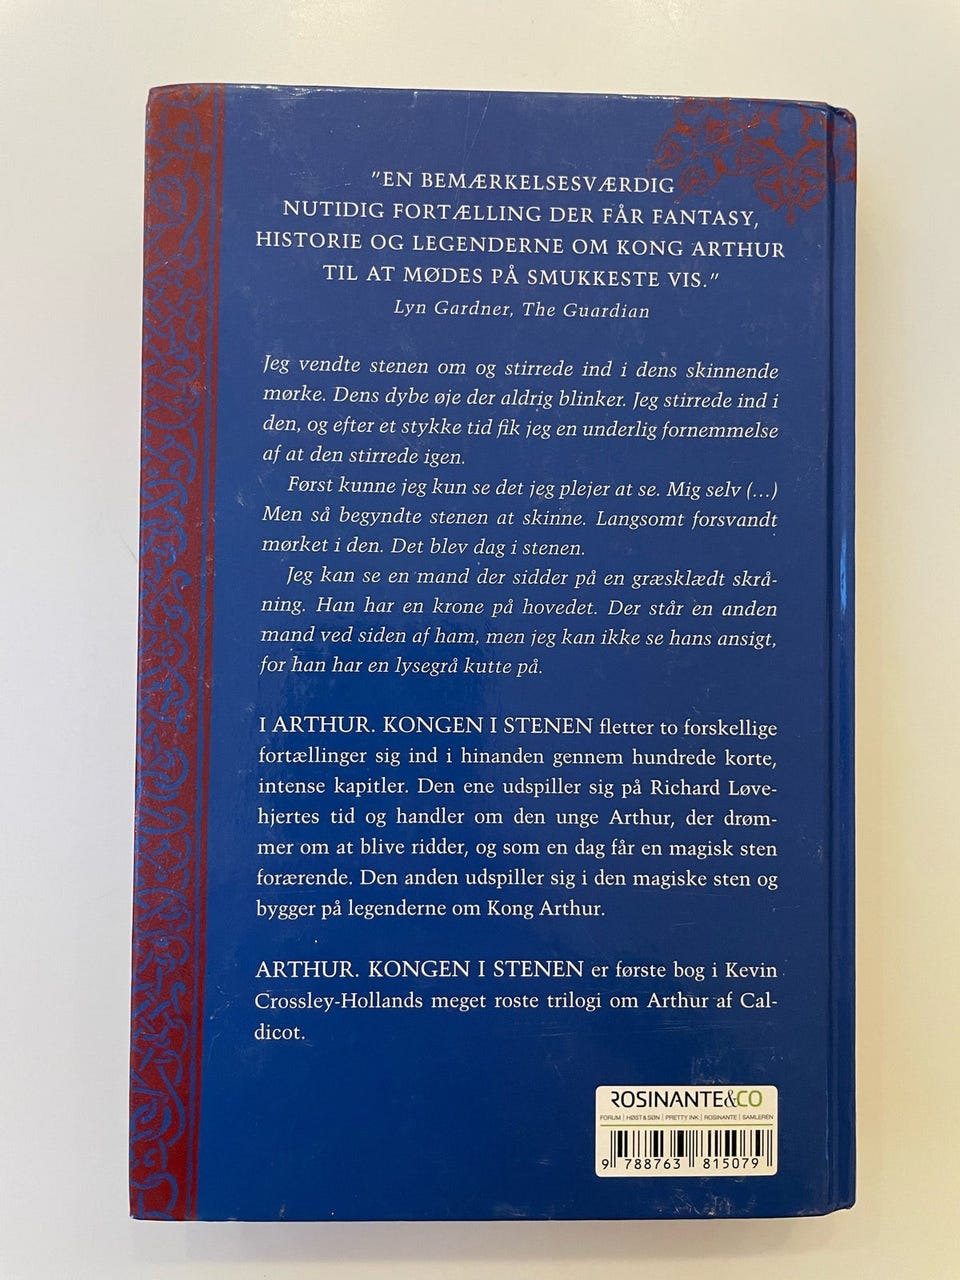 ”EN BEMÆRKELSESVÆRDIG
NUTIDIG FORTÆLLING DER FÅR FANTASY,
HISTORIE OG LEGENDERNE OM KONG ARTHUR
TIL AT MØDES PÅ SMUKKESTE VIS.”
Lyn Gardner, The Guardian
Jeg vendte stenen om og stirrede ind i dens skinnende
mørke. Dens dybe øje der aldrig blinker. Jeg stirrede ind i
den, og efter et stykke tid fik jeg en underlig fornemmelse
af at den stirrede igen.
Først kunne jeg kun se det jeg plejer at se. Mig selv (...)
Men så begyndte stenen at skinne. Langsomt forsvandt
mørket i den. Det blev dag i stenen.
Jeg kan se en mand der sidder på en græsklædt skrå-
ning. Han har en krone på hovedet. Der står en anden
mand ved siden af ham, men jeg kan ikke se hans ansigt,
for han har en lysegrå kutte på.
I ARTHUR. KONGEN I STENEN fletter to forskellige
fortællinger sig ind i hinanden gennem hundrede korte,
intense kapitler. Den ene udspiller sig på Richard Løve-
hjertes tid og handler om den unge Arthur, der drøm-
mer om at blive ridder, og som en dag får en magisk sten
forærende. Den anden udspiller sig i den magiske sten og
bygger på legenderne om Kong Arthur.
ARTHUR. KONGEN I STENEN er første bog i Kevin
Crossley-Hollands meget roste trilogi om Arthur af Cal-
dicot.
ROSINANTE&CO
FORUM | HØST & SØN | PRETTY INK | ROSINANTE | SAMLEREN
9 788763 815079